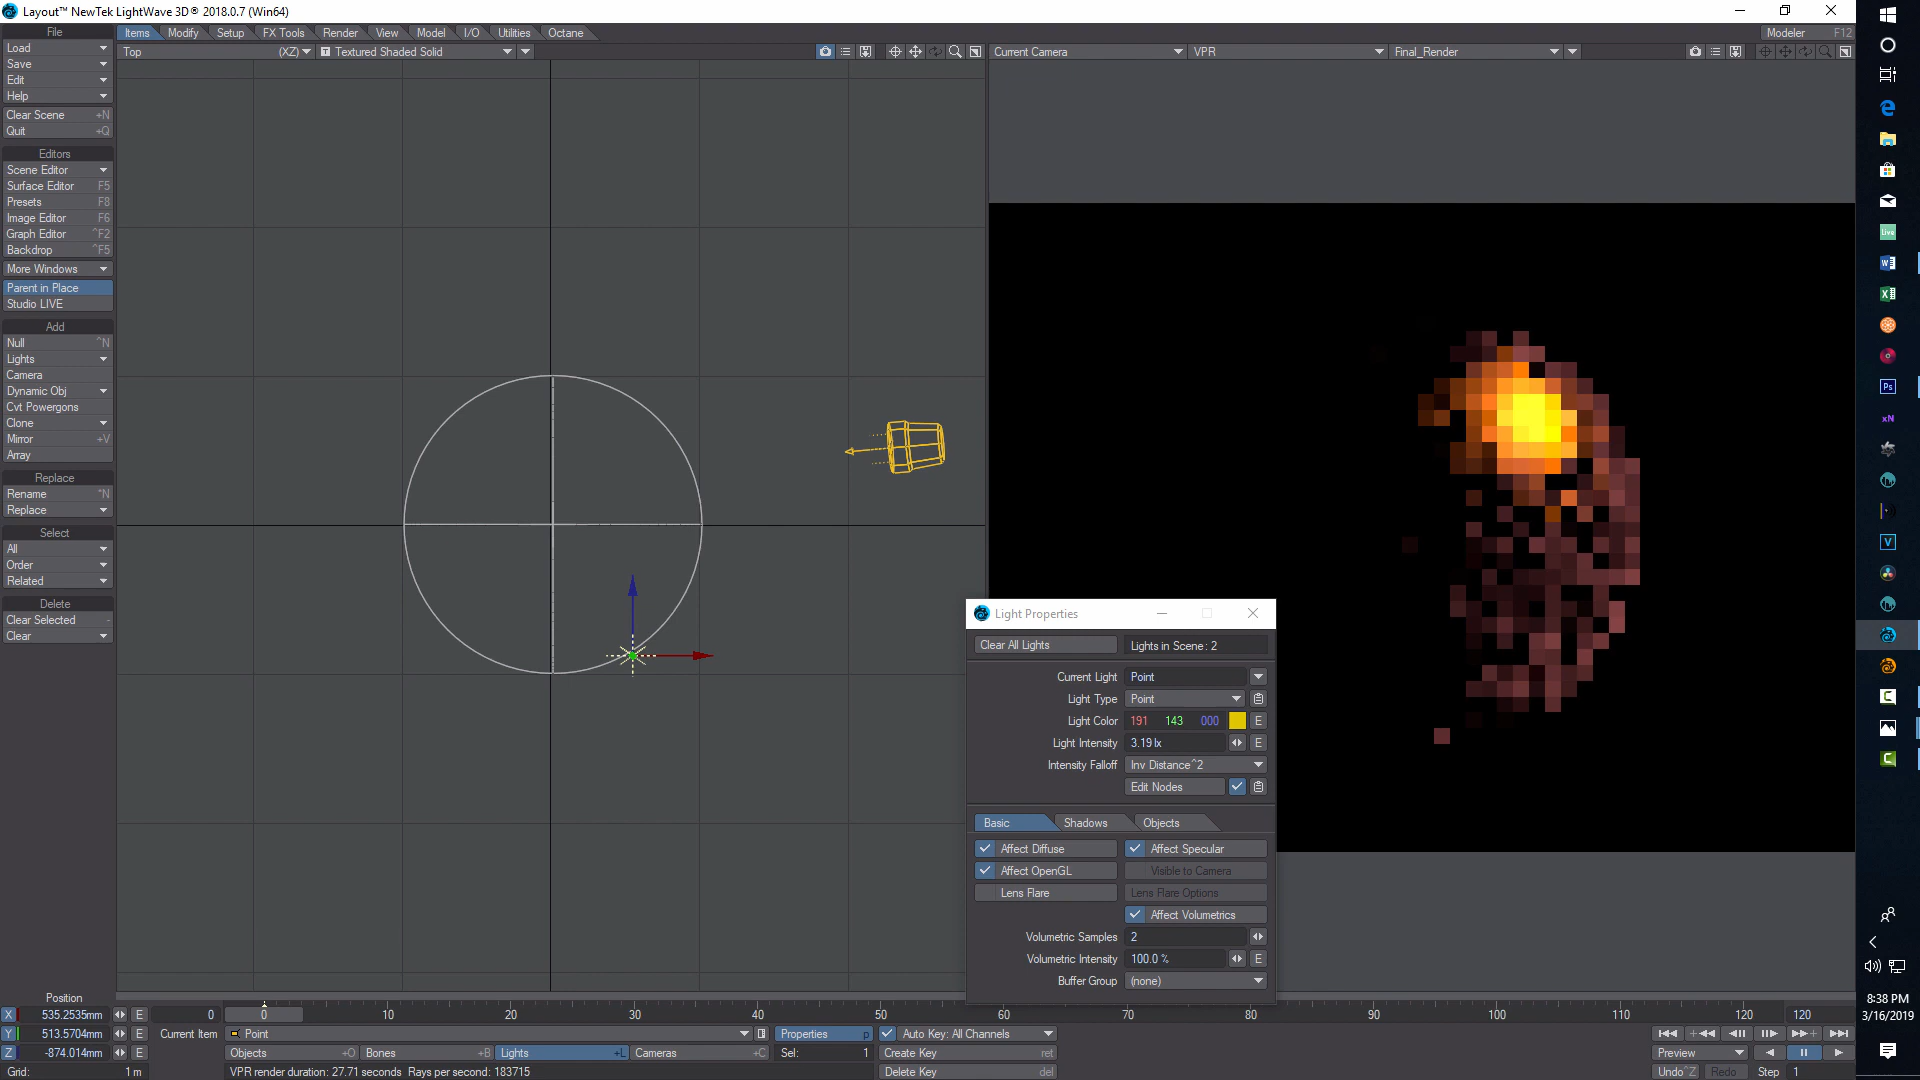 Layout™ NewTek LightWave 3D® 2018.0.7 (Win64)
File
Load
Save
Edit
Help
Clear Scene +N
Quit +Q
Editors
Scene Editor
Surface Editor F5
Presets F8
Image Editor F6
Graph Editor ^F2
Backdrop ^F5
More Windows
Parent in Place
Studio LIVE
Add
Null ^N
Lights
Camera
Dynamic Obj
Cvt Powergons
Clone
Mirror +V
Array
Replace
Rename ^N
Replace
Select
All
Order
Related
Delete
Clear Selected -
Clear
Items Modify Setup FX Tools Render View Model I/O Utilities Octane
Modeler F12
Top (XZ) T Textured Shaded Solid
Current Camera VPR Final_Render
Light Properties
Clear All Lights Lights in Scene: 2
Current Light Point
Light Type Point
Light Color 191 143 000 E
Light Intensity 3.19 lx E
Intensity Falloff Inv Distance^2
Edit Nodes
Basic Shadows Objects
Affect Diffuse Affect Specular
Affect OpenGL Visible to Camera
Lens Flare Lens Flare Options
Affect Volumetrics
Volumetric Samples 2
Volumetric Intensity 100.0 % E
Buffer Group (none)
Position
X 535.2535mm E
Y 513.5704mm E
Z -874.014mm E
Grid: 1 m
0 0 10 20 30 40 50 60 70 80 90 100 110 120 120
Current Item Point Properties p Auto Key: All Channels
Objects +O Bones +B Lights +L Cameras +C Sel: 1 Create Key ret
VPR render duration: 27.71 seconds Rays per second: 183715 Delete Key del
Preview
Undo ^Z Redo Step 1
Live
Ps
xN
V
8:38 PM
3/16/2019